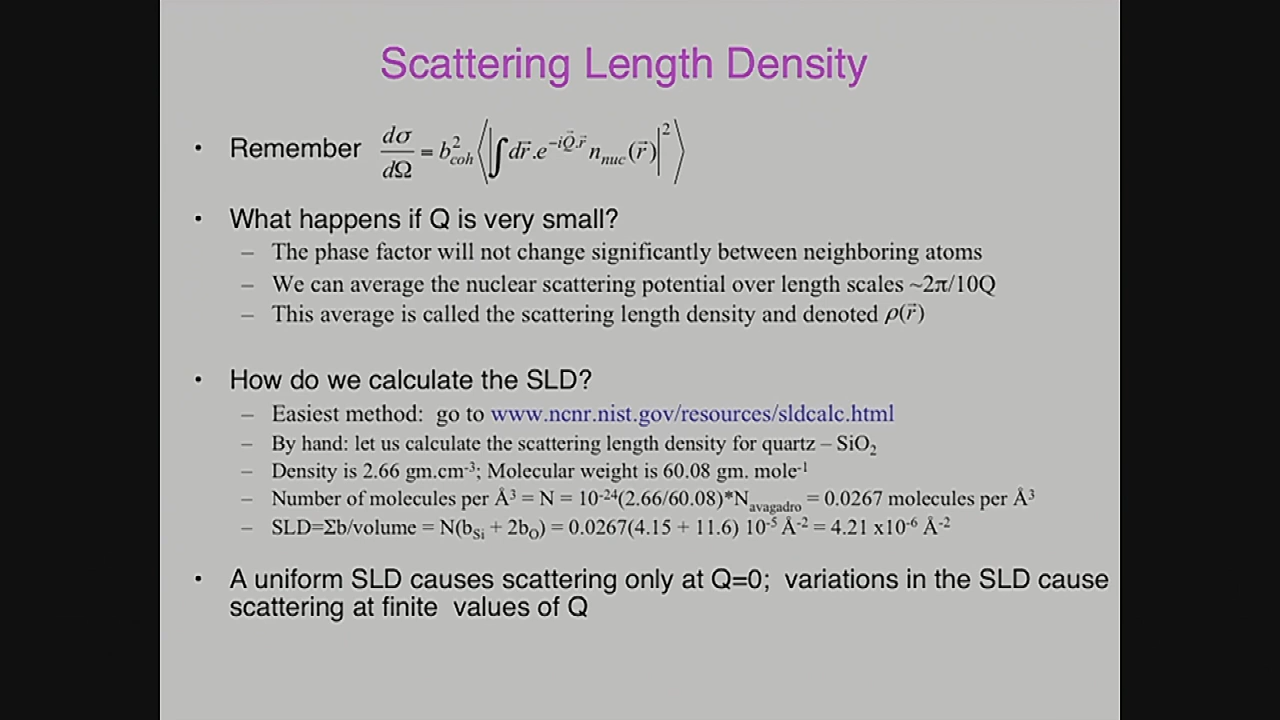 Scattering Length Density
• Remember dσ/dΩ = b²coh ⟨|∫dr⃗.e^(-iQ⃗.r⃗) n_nuc(r⃗)|²⟩
• What happens if Q is very small?
– The phase factor will not change significantly between neighboring atoms
– We can average the nuclear scattering potential over length scales ~2π/10Q
– This average is called the scattering length density and denoted ρ(r⃗)
• How do we calculate the SLD?
– Easiest method: go to www.ncnr.nist.gov/resources/sldcalc.html
– By hand: let us calculate the scattering length density for quartz – SiO₂
– Density is 2.66 gm.cm⁻³; Molecular weight is 60.08 gm. mole⁻¹
– Number of molecules per Å³ = N = 10⁻²⁴(2.66/60.08)*N_avagadro = 0.0267 molecules per Å³
– SLD=Σb/volume = N(b_Si + 2b_O) = 0.0267(4.15 + 11.6) 10⁻⁵ Å⁻² = 4.21 x10⁻⁶ Å⁻²
• A uniform SLD causes scattering only at Q=0; variations in the SLD cause
scattering at finite values of Q